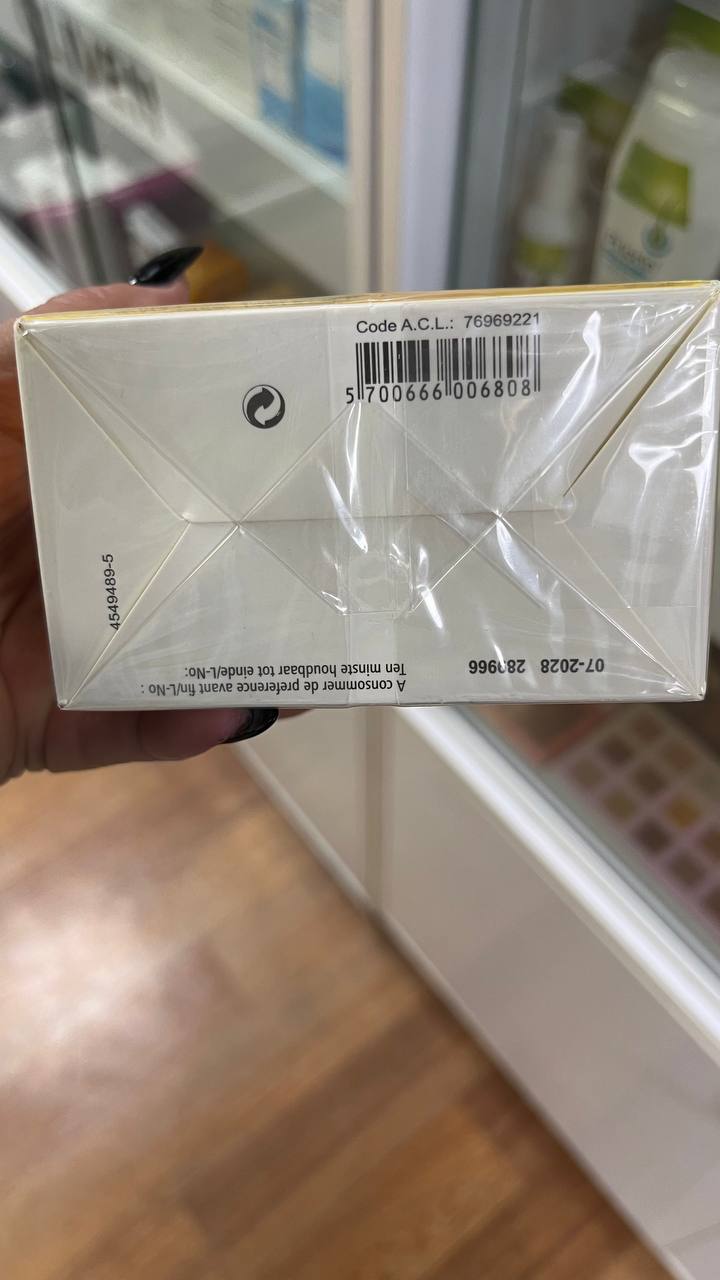 Code A.C.L.: 76969221
5 700666 006808
4549489-5
A consommer de preference avant fin/L-No :
Ten minste houdbaar tot einde/L-No:
07-2028